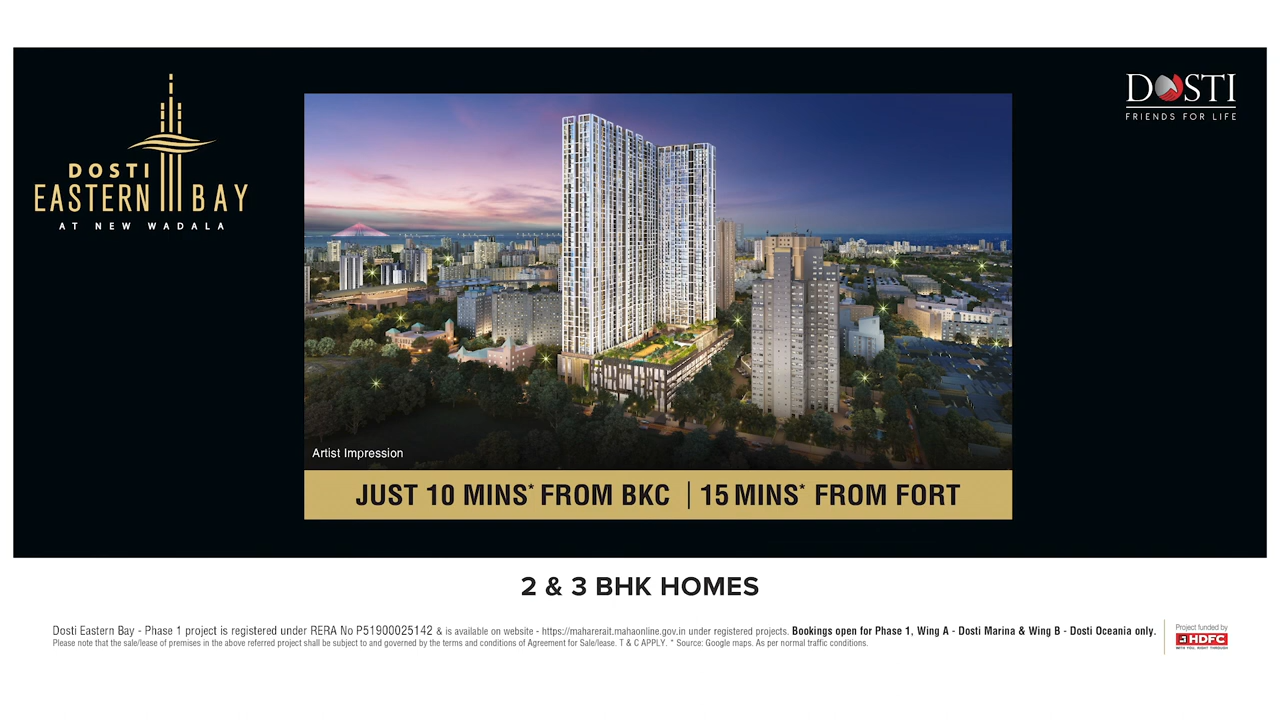 DOSTI
EASTERN BAY
AT NEW WADALA
DOSTI
FRIENDS FOR LIFE
Artist Impression
JUST 10 MINS* FROM BKC | 15 MINS* FROM FORT
2 & 3 BHK HOMES
Dosti Eastern Bay - Phase 1 project is registered under RERA No P51900025142 & is available on website - https://maharerait.mahaonline.gov.in under registered projects. Bookings open for Phase 1, Wing A - Dosti Marina & Wing B - Dosti Oceania only.
Please note that the sale/lease of premises in the above referred project shall be subject to and governed by the terms and conditions of Agreement for Sale/lease. T & C APPLY. * Source: Google maps. As per normal traffic conditions.
Project funded by
HDFC
WITH YOU, RIGHT THROUGH